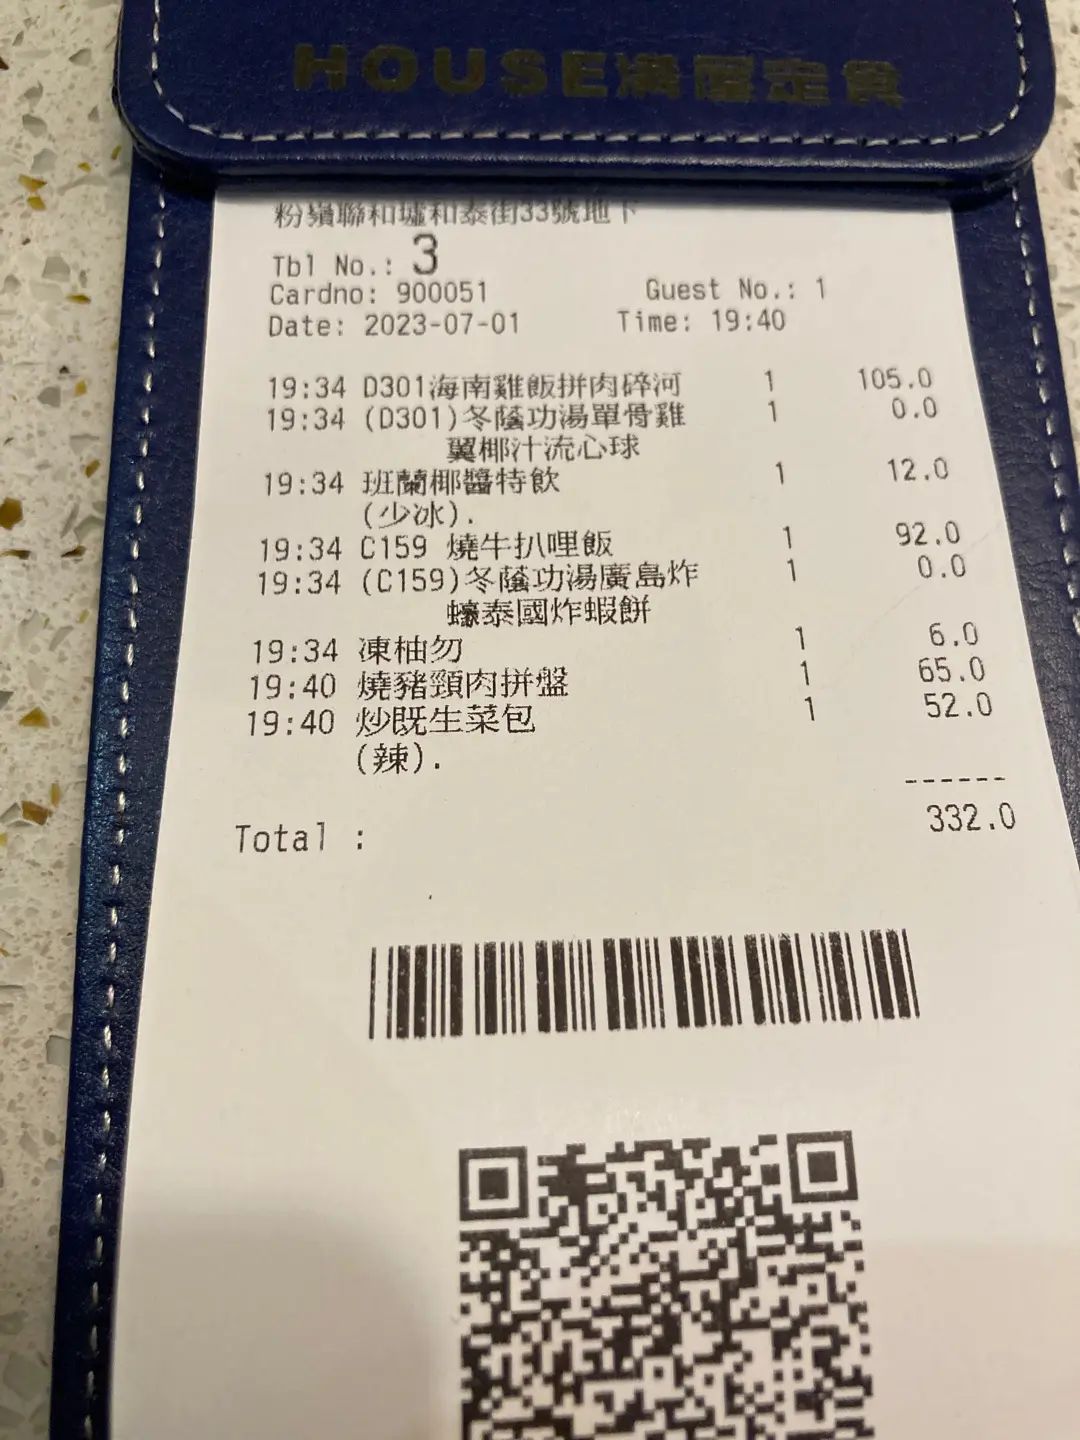 HOUSE滿屋定食
粉嶺聯和墟和泰街33號地下
Tbl No.: 3
Cardno: 900051 Guest No.: 1
Date: 2023-07-01 Time: 19:40
19:34 D301海南雞飯拼肉碎河 1 105.0
19:34 (D301)冬蔭功湯單骨雞 1 0.0
翼椰汁流心球
19:34 班蘭椰醬特飲 1 12.0
(少冰).
19:34 C159 燒牛扒哩飯 1 92.0
19:34 (C159)冬蔭功湯廣島炸 1 0.0
蠔泰國炸蝦餅
19:34 凍柚勿 1 6.0
19:40 燒豬頸肉拼盤 1 65.0
19:40 炒既生菜包 1 52.0
(辣).
------
Total : 332.0